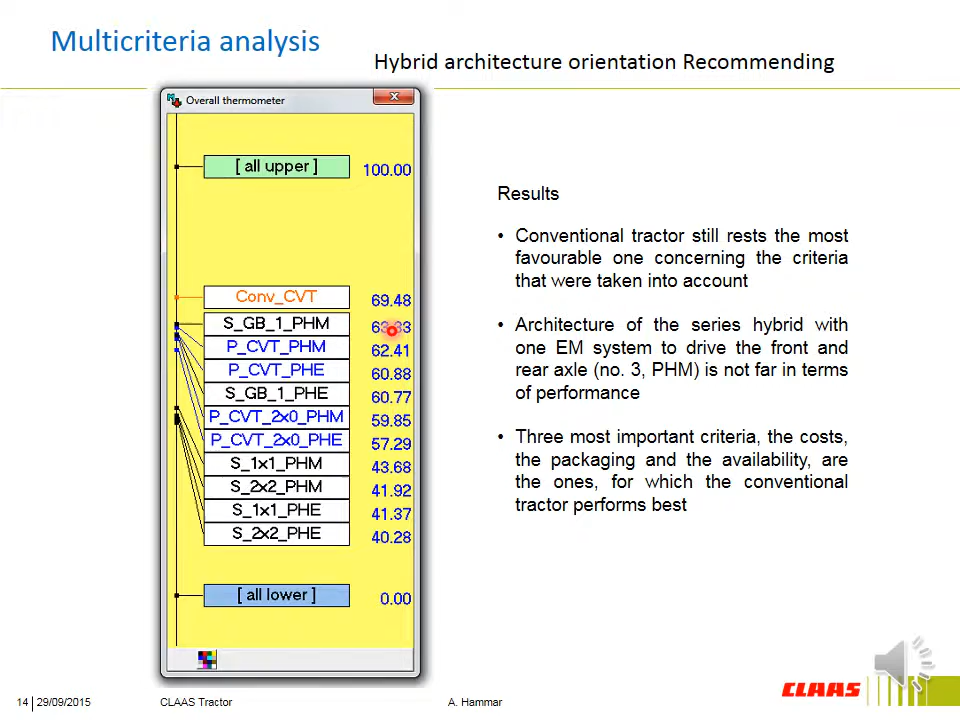 Multicriteria analysis
Hybrid architecture orientation Recommending
Overall thermometer
[ all upper ] 100.00
Conv_CVT 69.48
S_GB_1_PHM
P_CVT_PHM 62.41
P_CVT_PHE 60.88
S_GB_1_PHE 60.77
P_CVT_2x0_PHM 59.85
P_CVT_2x0_PHE 57.29
S_1x1_PHM 43.68
S_2x2_PHM 41.92
S_1x1_PHE 41.37
S_2x2_PHE 40.28
[ all lower ] 0.00
Results
• Conventional tractor still rests the most
favourable one concerning the criteria
that were taken into account
• Architecture of the series hybrid with
one EM system to drive the front and
rear axle (no. 3, PHM) is not far in terms
of performance
• Three most important criteria, the costs,
the packaging and the availability, are
the ones, for which the conventional
tractor performs best
14 | 29/09/2015 CLAAS Tractor A. Hammar
CLAAS